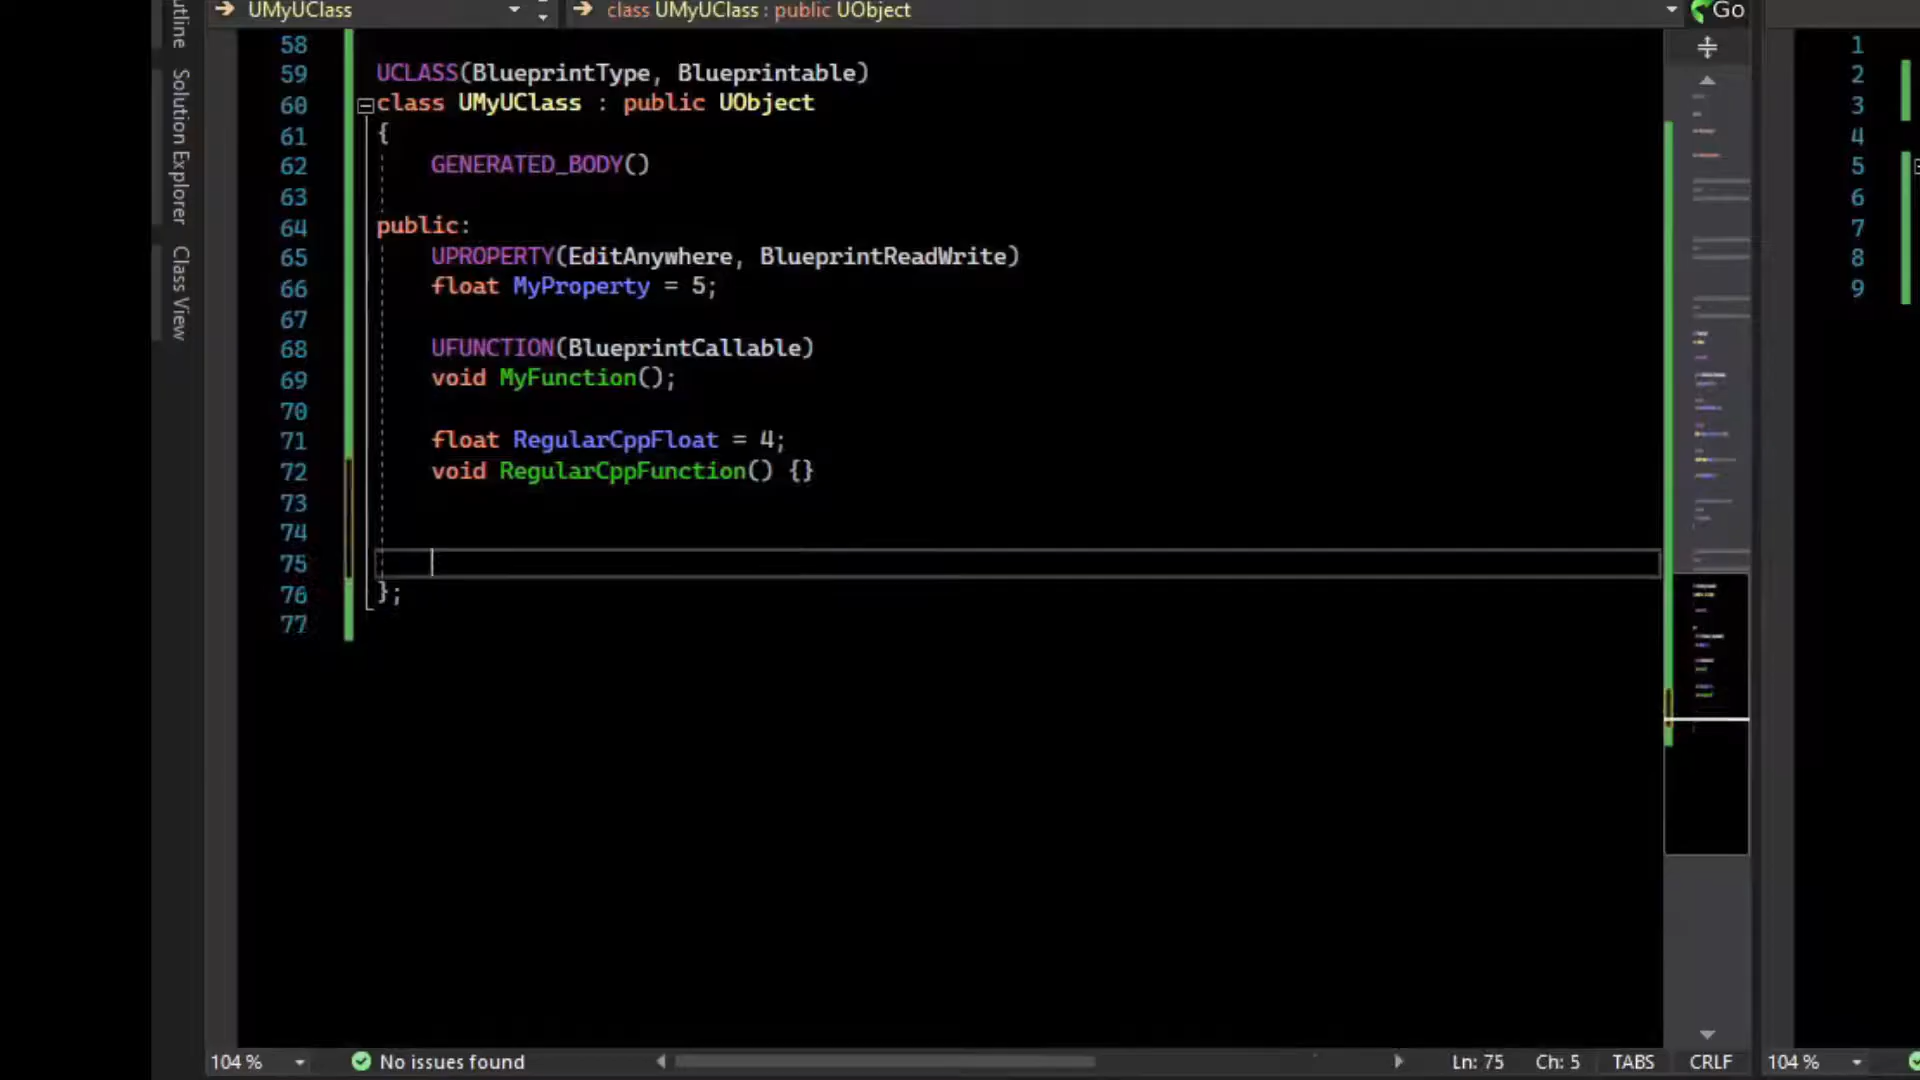 UMyUClass
class UMyUClass : public UObject
Go
utline
Solution Explorer
Class View
58
59 UCLASS(BlueprintType, Blueprintable)
60 class UMyUClass : public UObject
61 {
62 GENERATED_BODY()
63
64 public:
65 UPROPERTY(EditAnywhere, BlueprintReadWrite)
66 float MyProperty = 5;
67
68 UFUNCTION(BlueprintCallable)
69 void MyFunction();
70
71 float RegularCppFloat = 4;
72 void RegularCppFunction() {}
73
74
75
76 };
77
1
2
3
4
5
6
7
8
9
104 %
No issues found
Ln: 75 Ch: 5 TABS CRLF
104 %